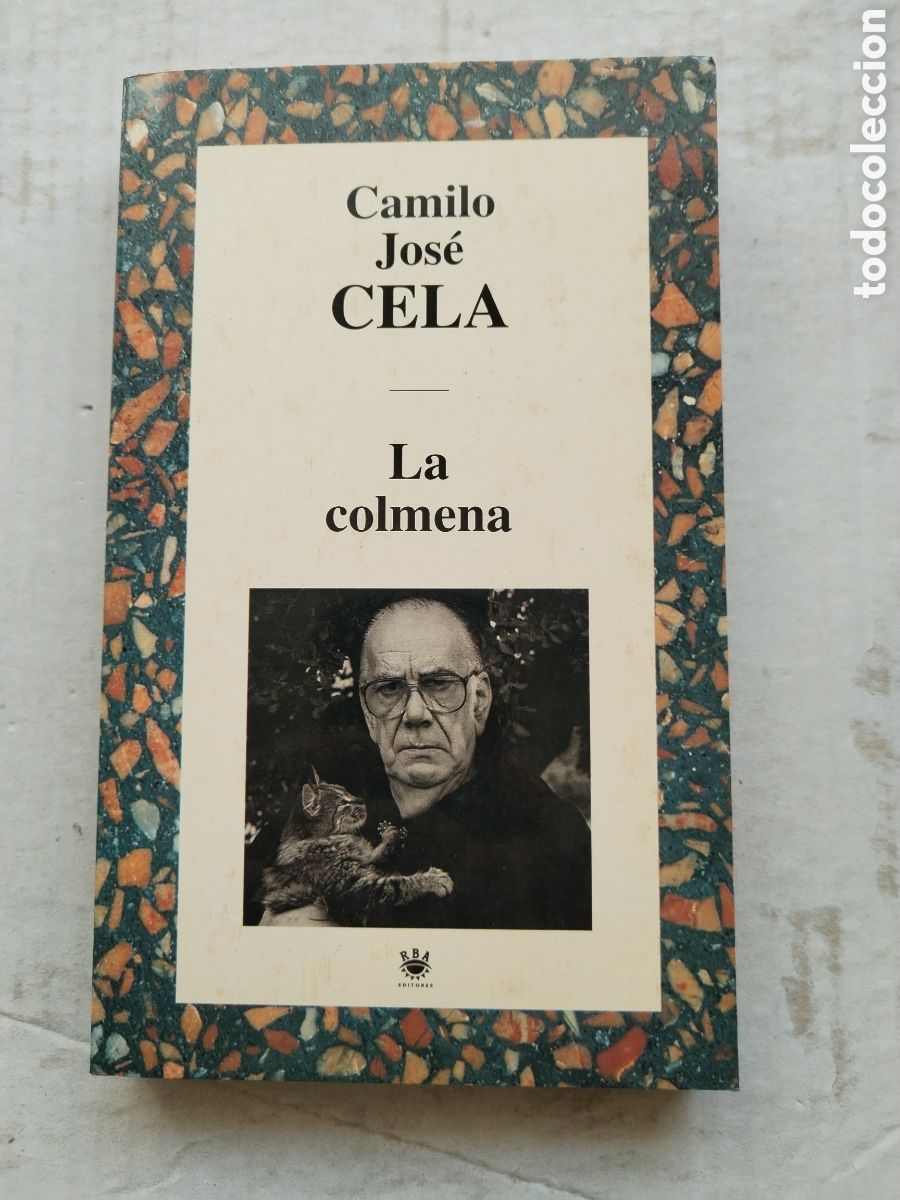 Camilo
José
CELA
La
colmena
RBA
EDITORES
todocoleccion